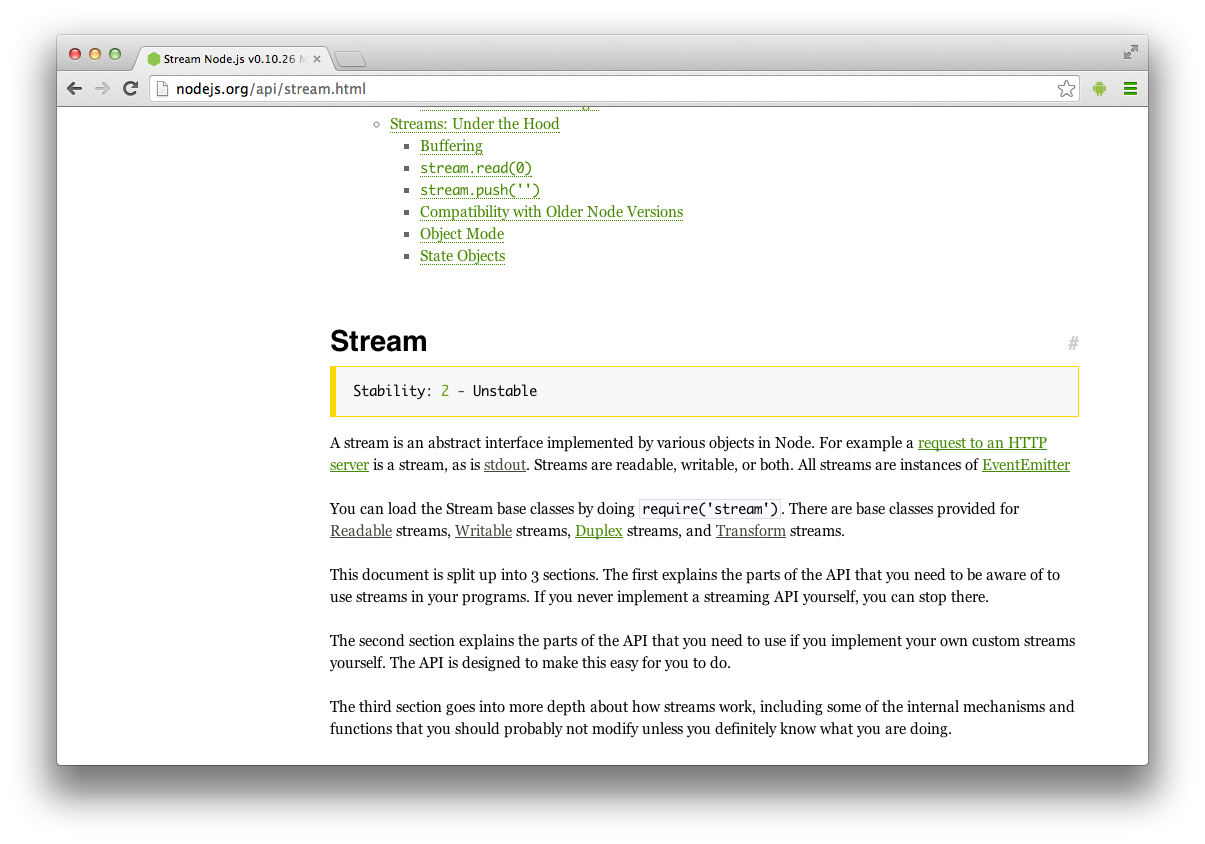 Stream Node.js v0.10.26
nodejs.org/api/stream.html
Streams: Under the Hood
Buffering
stream.read(0)
stream.push('')
Compatibility with Older Node Versions
Object Mode
State Objects
Stream
#
Stability: 2 - Unstable
A stream is an abstract interface implemented by various objects in Node. For example a request to an HTTP
server is a stream, as is stdout. Streams are readable, writable, or both. All streams are instances of EventEmitter
You can load the Stream base classes by doing require('stream'). There are base classes provided for
Readable streams, Writable streams, Duplex streams, and Transform streams.
This document is split up into 3 sections. The first explains the parts of the API that you need to be aware of to
use streams in your programs. If you never implement a streaming API yourself, you can stop there.
The second section explains the parts of the API that you need to use if you implement your own custom streams
yourself. The API is designed to make this easy for you to do.
The third section goes into more depth about how streams work, including some of the internal mechanisms and
functions that you should probably not modify unless you definitely know what you are doing.